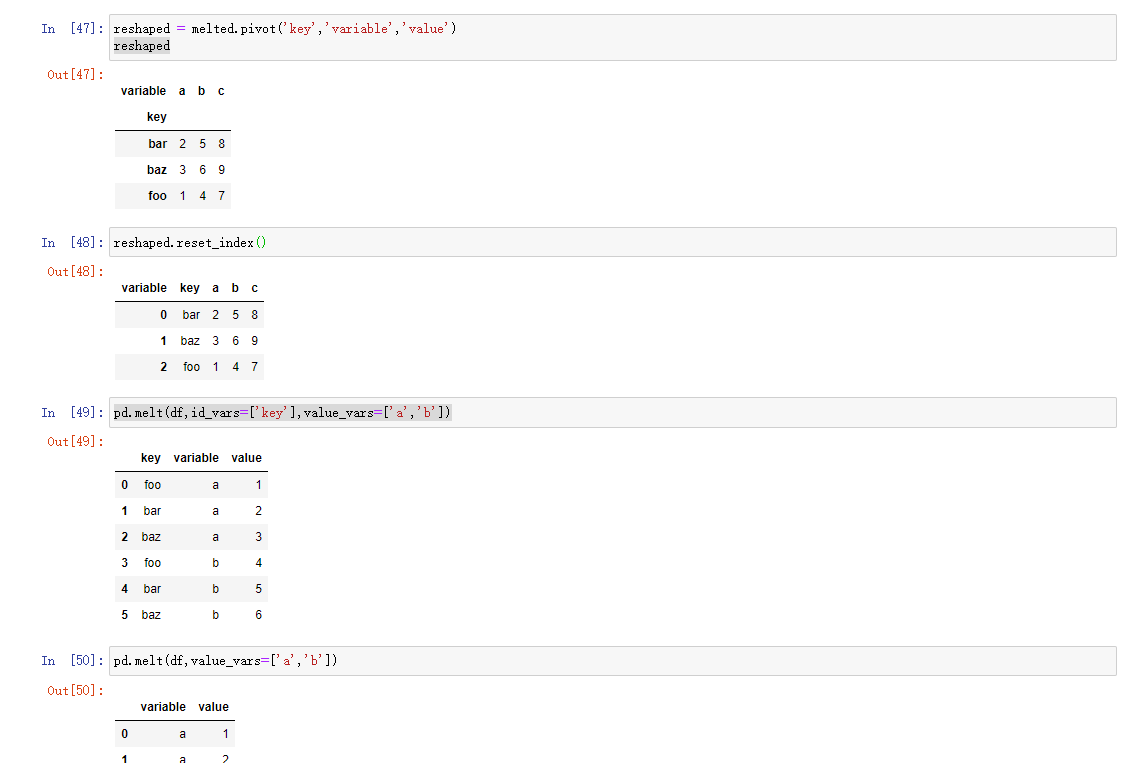 In [47]: reshaped = melted.pivot('key','variable','value')
reshaped
Out[47]:
variable a b c
key
bar 2 5 8
baz 3 6 9
foo 1 4 7
In [48]: reshaped.reset_index()
Out[48]:
variable key a b c
0 bar 2 5 8
1 baz 3 6 9
2 foo 1 4 7
In [49]: pd.melt(df,id_vars=['key'],value_vars=['a','b'])
Out[49]:
key variable value
0 foo a 1
1 bar a 2
2 baz a 3
3 foo b 4
4 bar b 5
5 baz b 6
In [50]: pd.melt(df,value_vars=['a','b'])
Out[50]:
variable value
0 a 1
1 a 2